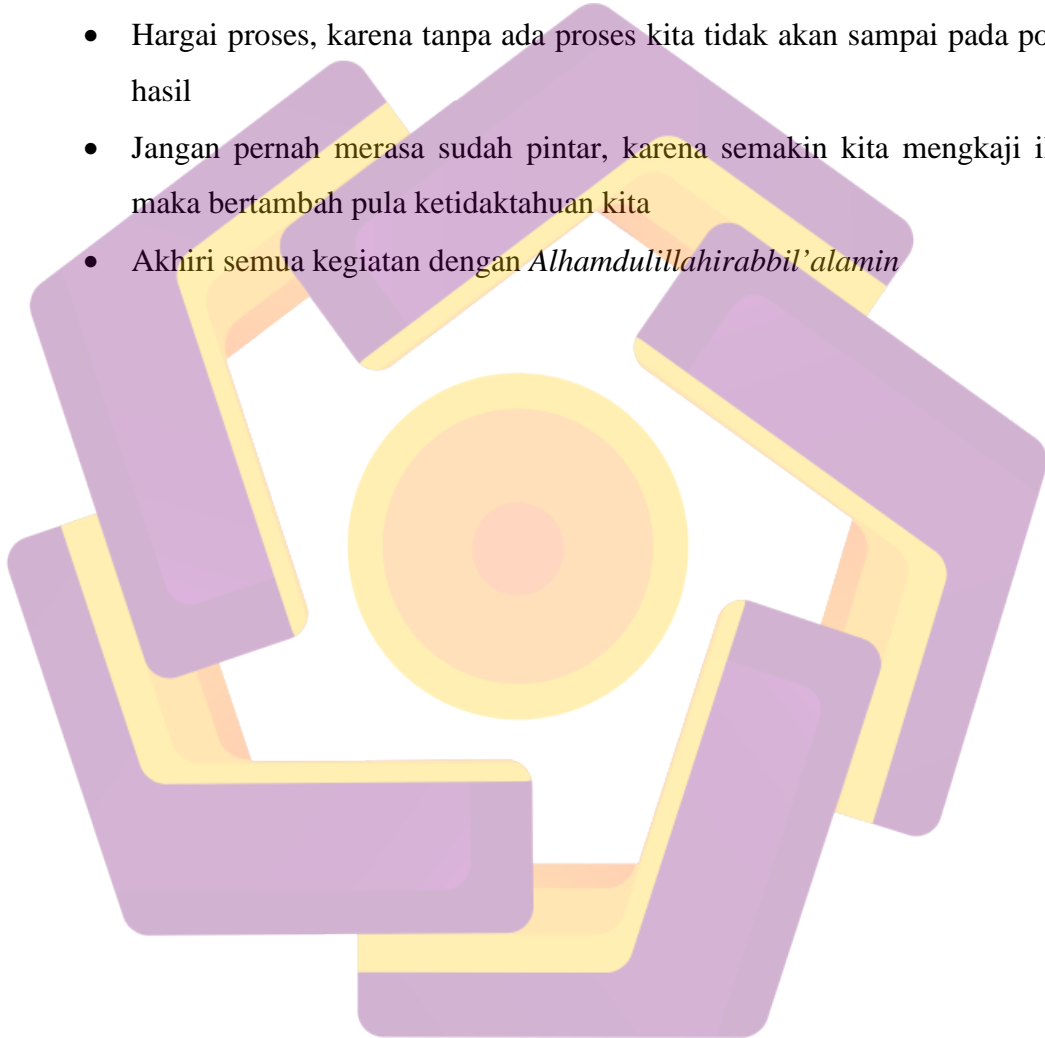 • Hargai proses, karena tanpa ada proses kita tidak akan sampai pada po
hasil
• Jangan pernah merasa sudah pintar, karena semakin kita mengkaji i
maka bertambah pula ketidaktahuan kita
• Akhiri semua kegiatan dengan Alhamdulillahirabbil’alamin